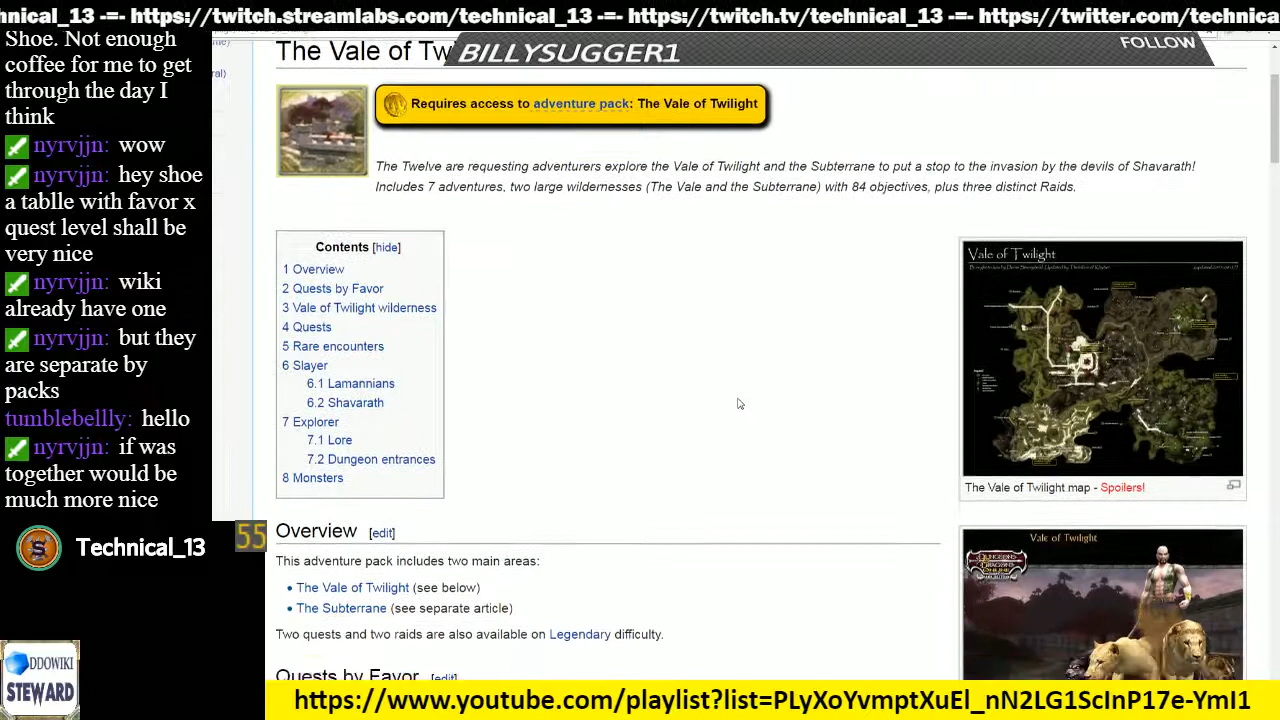 hnical_13 -=- https://twitch.streamlabs.com/technical_13 -=- https://twitch.tv/technical_13 -=- https://twitter.com/technica
Shoe. Not enough
coffee for me to get
through the day I
think
nyrvjjn: wow
nyrvjjn: hey shoe
a tablle with favor x
quest level shall be
very nice
nyrvjjn: wiki
already have one
nyrvjjn: but they
are separate by
packs
tumblebellly: hello
nyrvjjn: if was
together would be
much more nice
Technical_13
55
DDOWIKI
STEWARD
The Vale of Tw
BILLYSUGGER1
FOLLOW
Requires access to adventure pack: The Vale of Twilight
The Twelve are requesting adventurers explore the Vale of Twilight and the Subterrane to put a stop to the invasion by the devils of Shavarath!
Includes 7 adventures, two large wildernesses (The Vale and the Subterrane) with 84 objectives, plus three distinct Raids.
Contents [hide]
1 Overview
2 Quests by Favor
3 Vale of Twilight wilderness
4 Quests
5 Rare encounters
6 Slayer
6.1 Lamannians
6.2 Shavarath
7 Explorer
7.1 Lore
7.2 Dungeon entrances
8 Monsters
Vale of Twilight
The Vale of Twilight map - Spoilers!
Vale of Twilight
DUNGEONS & DRAGONS ONLINE
Overview [edit]
This adventure pack includes two main areas:
• The Vale of Twilight (see below)
• The Subterrane (see separate article)
Two quests and two raids are also available on Legendary difficulty.
Quests by Favor [edit]
https://www.youtube.com/playlist?list=PLyXoYvmptXuEl_nN2LG1ScInP17e-YmI1